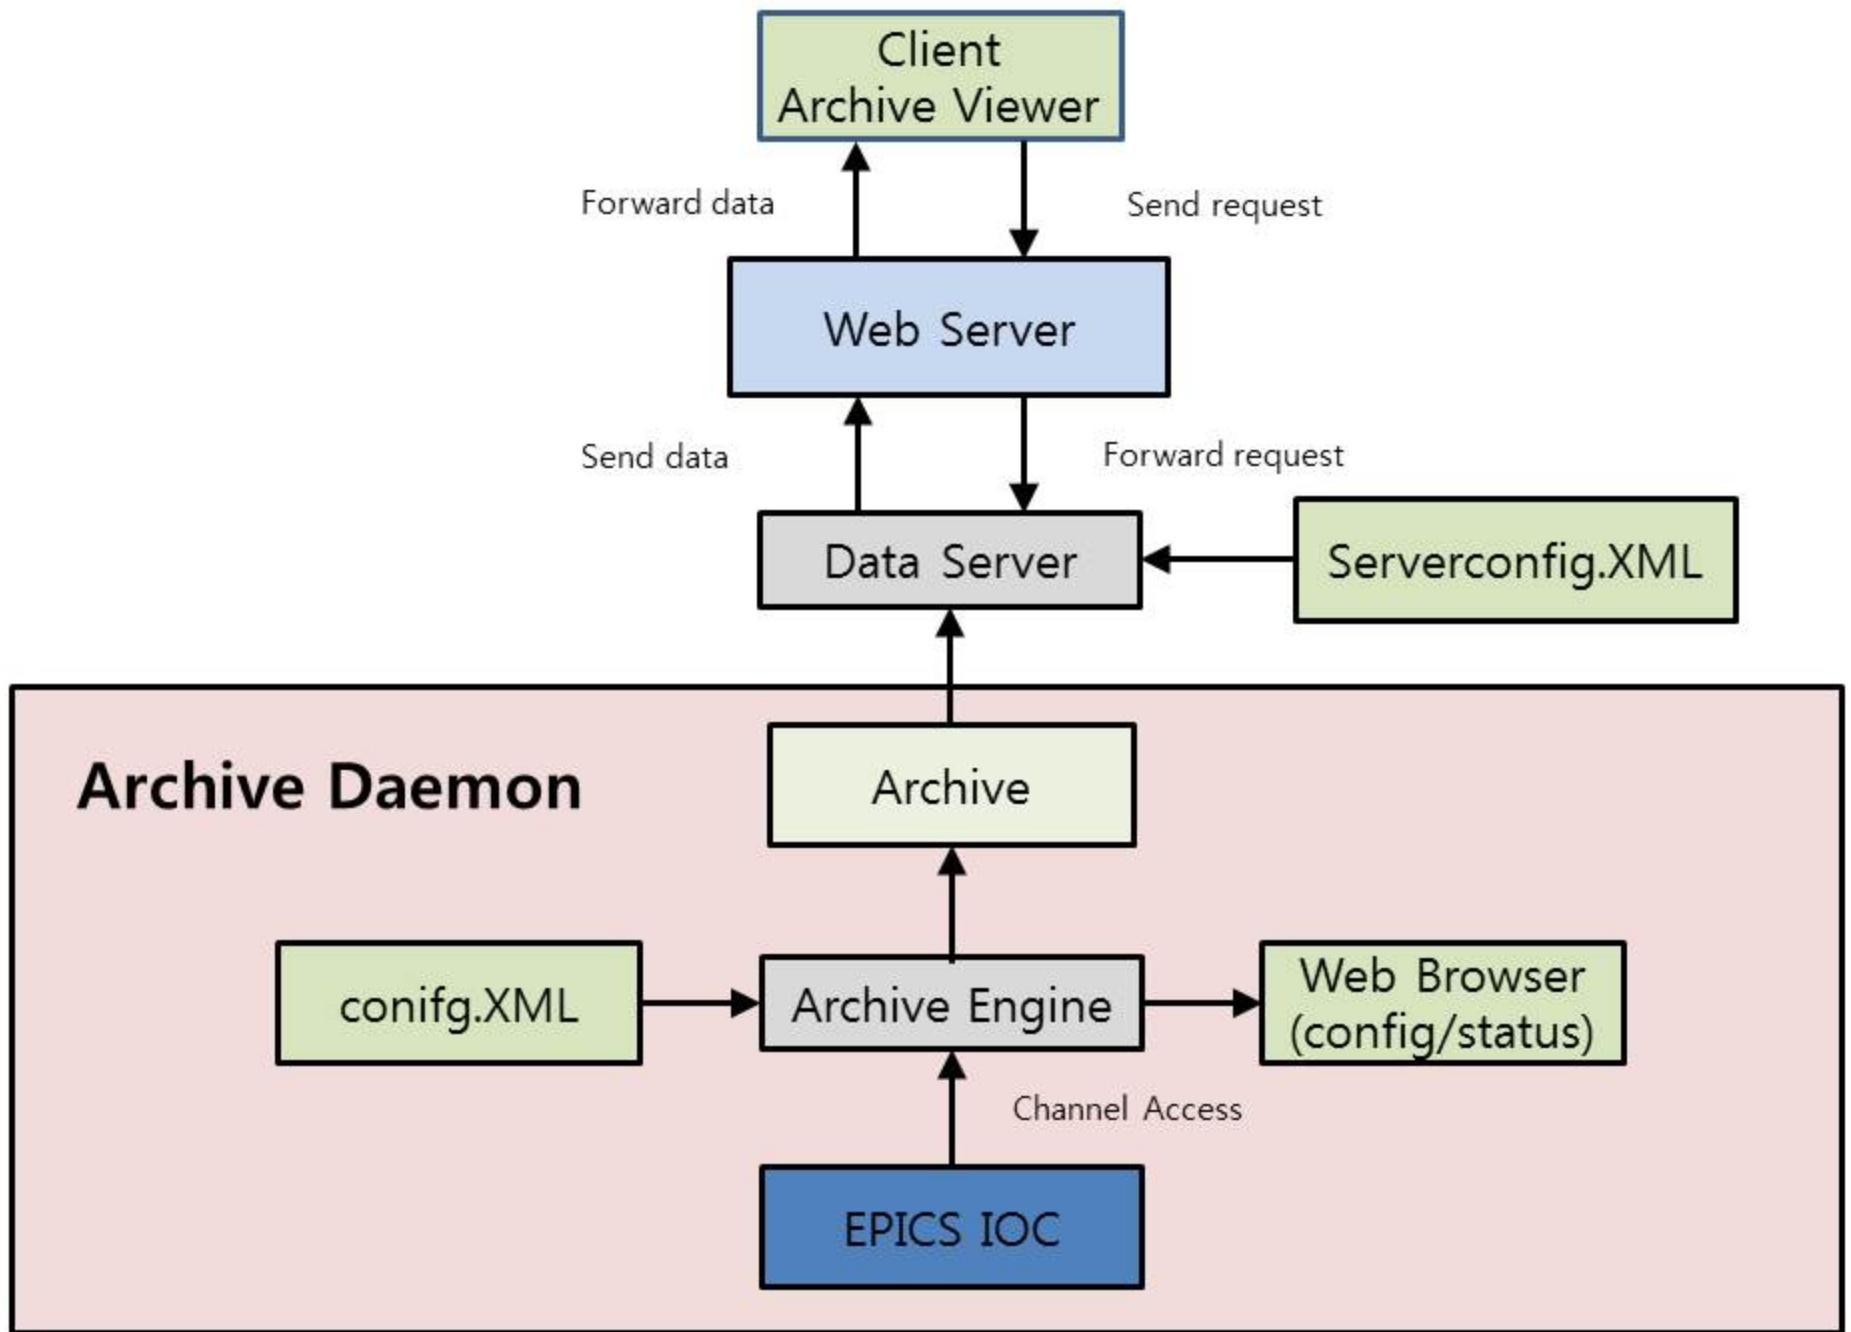 Client
Archive Viewer
Forward data
Send request
Web Server
Send data
Forward request
Data Server
Serverconfig.XML
Archive Daemon
Archive
conifg.XML
Archive Engine
Web Browser
(config/status)
Channel Access
EPICS IOC